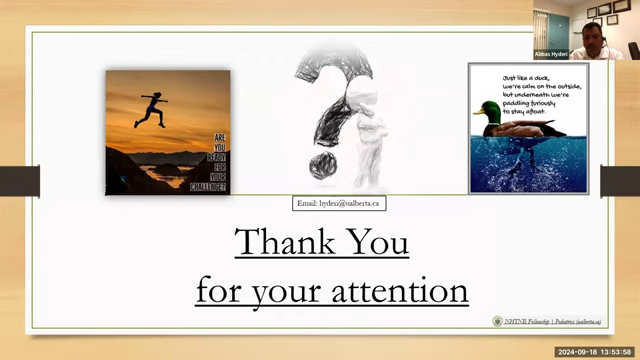 Abbas Hyderi
Just like a duck,
we're calm on the outside,
but underneath we're
paddling furiously
to stay afloat.
ARE
YOU
READY
FOR
YOUR
CHALLENGE?
Email: hyderi@ualberta.ca
Thank You
for your attention
NHTNE Fellowship | Pediatrics (ualberta.ca)
2024-09-18 13:53:58